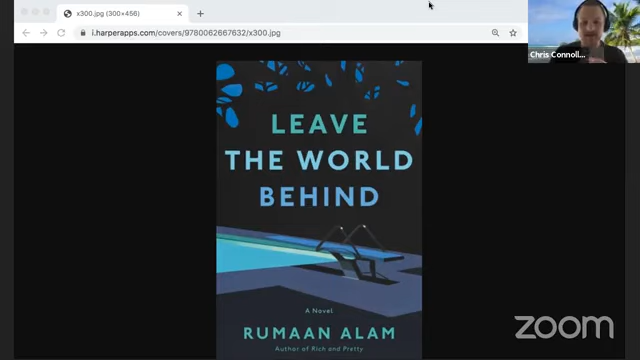 x300.jpg (300×456)
i.harperapps.com/covers/9780062667632/x300.jpg
Chris Connoll...
LEAVE
THE WORLD
BEHIND
A Novel
RUMAAN ALAM
Author of Rich and Pretty
zoom